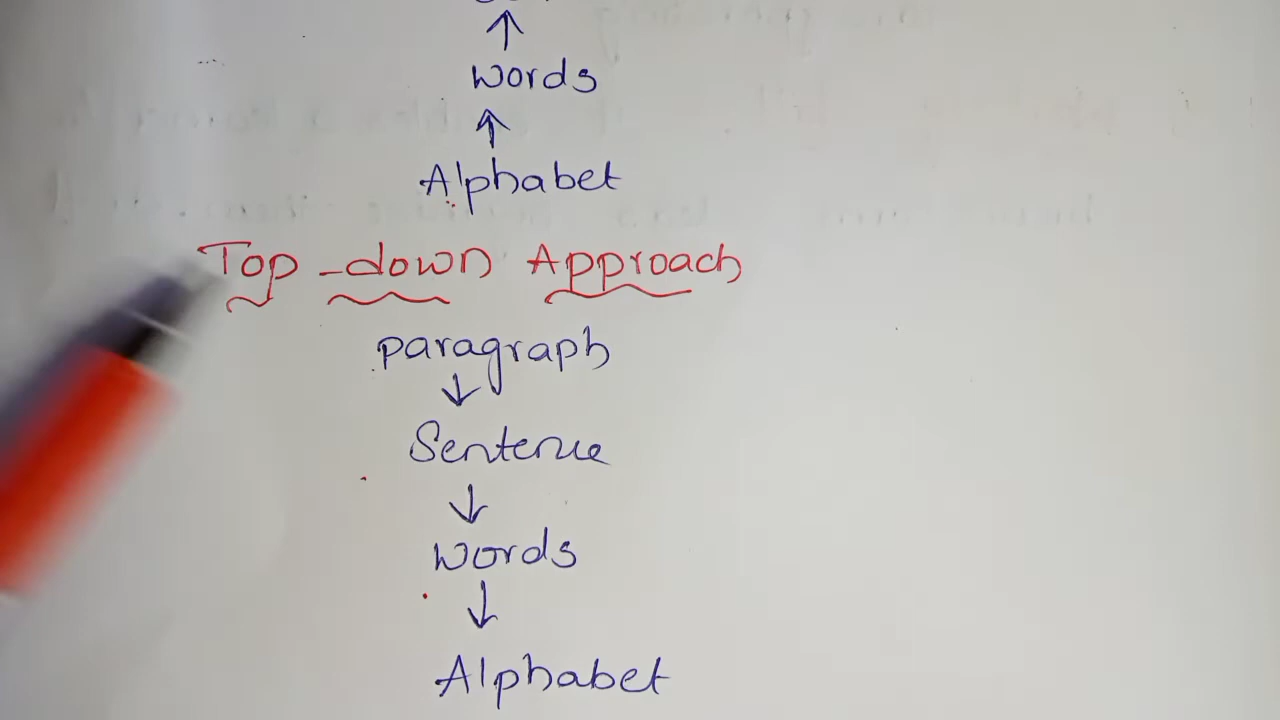 ↑
words
↑
Alphabet
Top-down Approach
paragraph
↓
Sentence
↓
words
↓
Alphabet